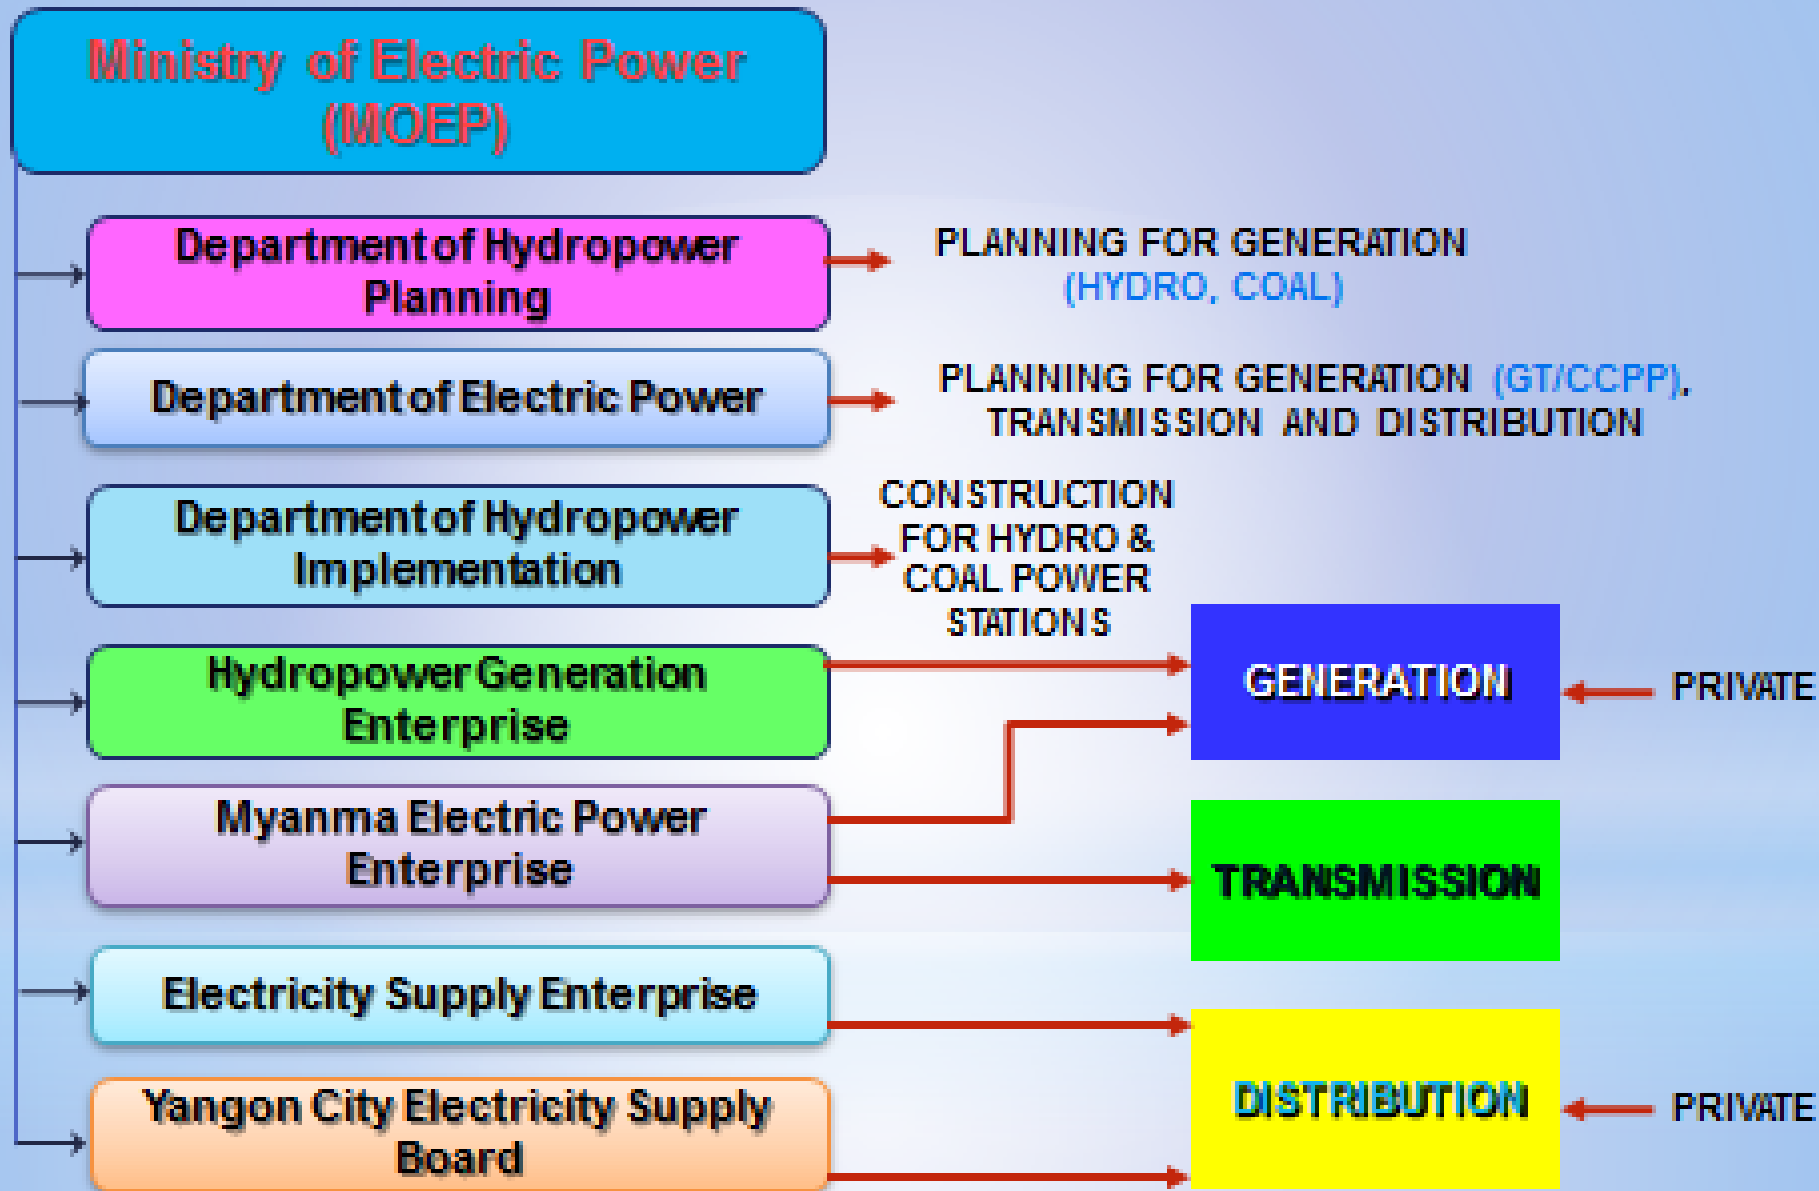 Ministry of Electric Power
(MOEP)
Department of Hydropower
Planning
PLANNING FOR GENERATION
(HYDRO, COAL)
Department of Electric Power
PLANNING FOR GENERATION (GT/CCPP),
TRANSMISSION AND DISTRIBUTION
Department of Hydropower
Implementation
CONSTRUCTION
FOR HYDRO &
COAL POWER
STATIONS
Hydropower Generation
Enterprise
GENERATION
PRIVATE
Myanma Electric Power
Enterprise
TRANSMISSION
Electricity Supply Enterprise
Yangon City Electricity Supply
Board
DISTRIBUTION
PRIVATE